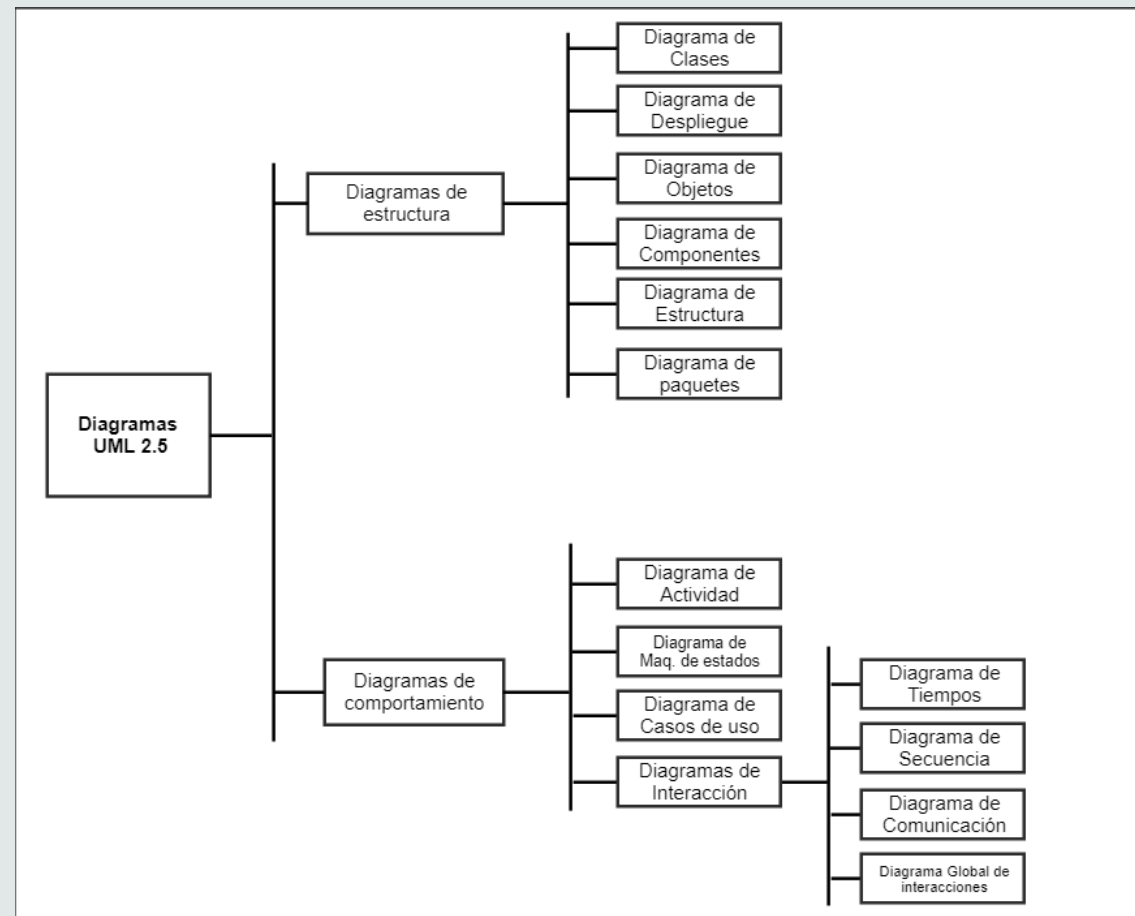 Diagramas
UML 2.5
Diagramas de
estructura
Diagrama de
Clases
Diagrama de
Despliegue
Diagrama de
Objetos
Diagrama de
Componentes
Diagrama de
Estructura
Diagrama de
paquetes
Diagramas de
comportamiento
Diagrama de
Actividad
Diagrama de
Maq. de estados
Diagrama de
Casos de uso
Diagramas de
Interacción
Diagrama de
Tiempos
Diagrama de
Secuencia
Diagrama de
Comunicación
Diagrama Global de
interacciones